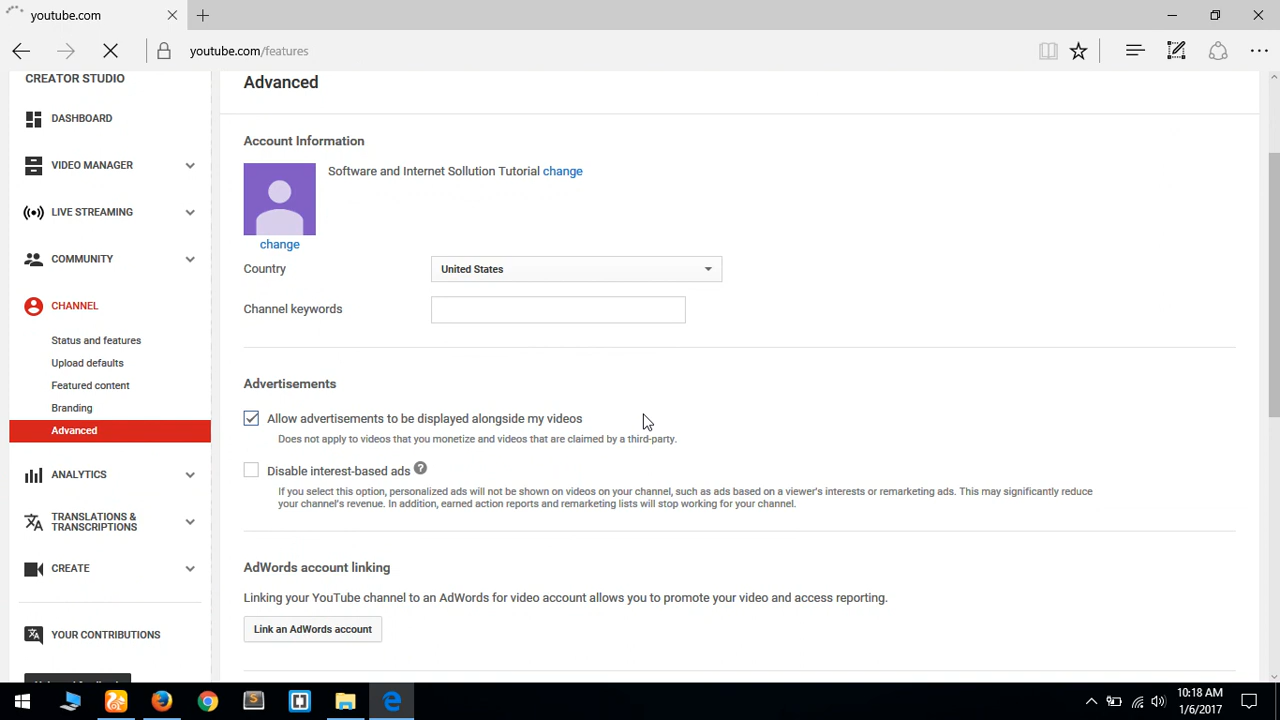 youtube.com
youtube.com/features
CREATOR STUDIO
DASHBOARD
VIDEO MANAGER
LIVE STREAMING
COMMUNITY
CHANNEL
Status and features
Upload defaults
Featured content
Branding
Advanced
ANALYTICS
TRANSLATIONS &
TRANSCRIPTIONS
CREATE
YOUR CONTRIBUTIONS
Advanced
Account Information
Software and Internet Sollution Tutorial change
change
Country
United States
Channel keywords
Advertisements
Allow advertisements to be displayed alongside my videos
Does not apply to videos that you monetize and videos that are claimed by a third-party.
Disable interest-based ads ?
If you select this option, personalized ads will not be shown on videos on your channel, such as ads based on a viewer's interests or remarketing ads. This may significantly reduce
your channel's revenue. In addition, earned action reports and remarketing lists will stop working for your channel.
AdWords account linking
Linking your YouTube channel to an AdWords for video account allows you to promote your video and access reporting.
Link an AdWords account
10:18 AM
1/6/2017